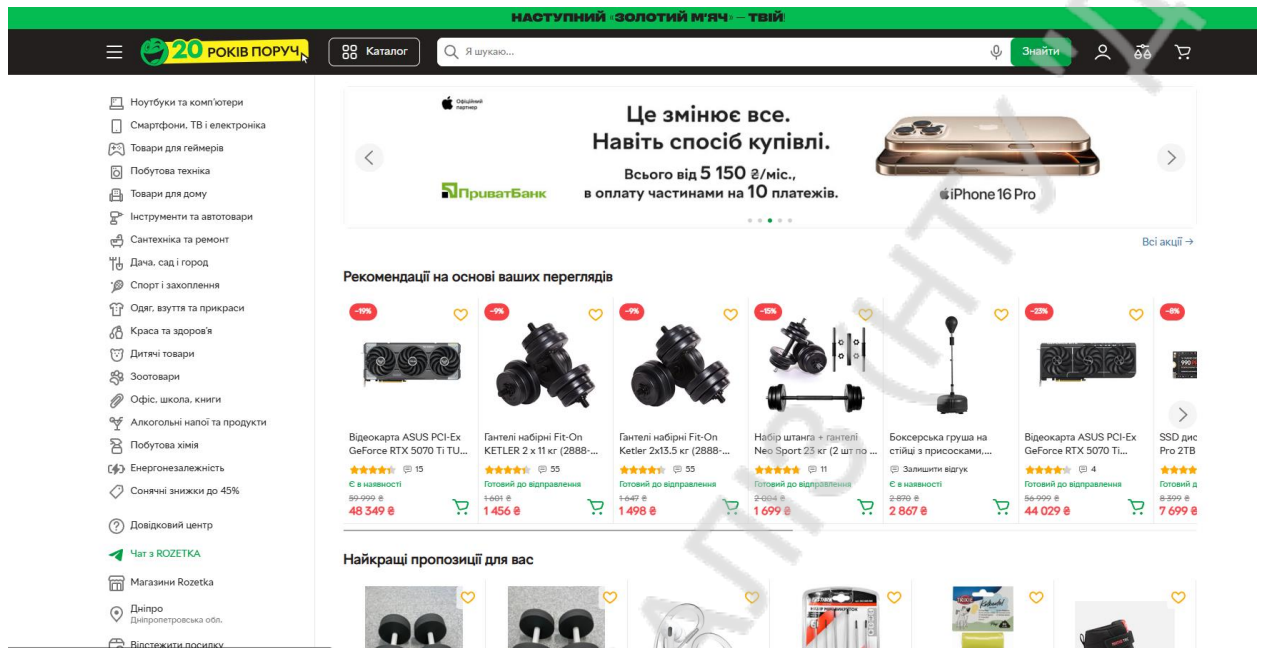 НАСТУПНИЙ «ЗОЛОТИЙ М'ЯЧ» – ТВІЙ!
20 РОКІВ ПОРУЧ
Каталог
Я шукаю...
Знайти
Ноутбуки та комп'ютери
Смартфони, ТВ і електроніка
Товари для геймерів
Побутова техніка
Товари для дому
Інструменти та автотовари
Сантехніка та ремонт
Дача, сад і город
Спорт і захоплення
Одяг, взуття та прикраси
Краса та здоров'я
Дитячі товари
Зоотовари
Офіс, школа, книги
Алкогольні напої та продукти
Побутова хімія
Енергонезалежність
Сонячні знижки до 45%
Довідковий центр
Чат з ROZETKA
Магазини Rozetka
Дніпро
Дніпропетровська обл.
Відстежити посилку
Офіційний
партнер
Це змінює все.
Навіть спосіб купівлі.
Всього від 5 150 ₴/міс.,
в оплату частинами на 10 платежів.
ПриватБанк
iPhone 16 Pro
Всі акції →
Рекомендації на основі ваших переглядів
-19%
Відеокарта ASUS PCI-Ex
GeForce RTX 5070 Ti TU...
15
Є в наявності
59 999 ₴
48 349 ₴
-9%
Гантелі набірні Fit-On
KETLER 2 x 11 кг (2888-...
55
Готовий до відправлення
1 601 ₴
1 456 ₴
-9%
Гантелі набірні Fit-On
Ketler 2x13.5 кг (2888-...
55
Готовий до відправлення
1 647 ₴
1 498 ₴
-15%
Набір штанга + гантелі
Neo Sport 23 кг (2 шт по ...
11
Готовий до відправлення
2 004 ₴
1 699 ₴
Боксерська груша на
стійці з присосками,...
Залишити відгук
Є в наявності
2 870 ₴
2 867 ₴
-23%
Відеокарта ASUS PCI-Ex
GeForce RTX 5070 Ti...
4
Готовий до відправлення
56 999 ₴
44 029 ₴
-8%
SSD дис
Pro 2TB
Готовий д
8 399 ₴
7 699 ₴
Найкращі пропозиції для вас